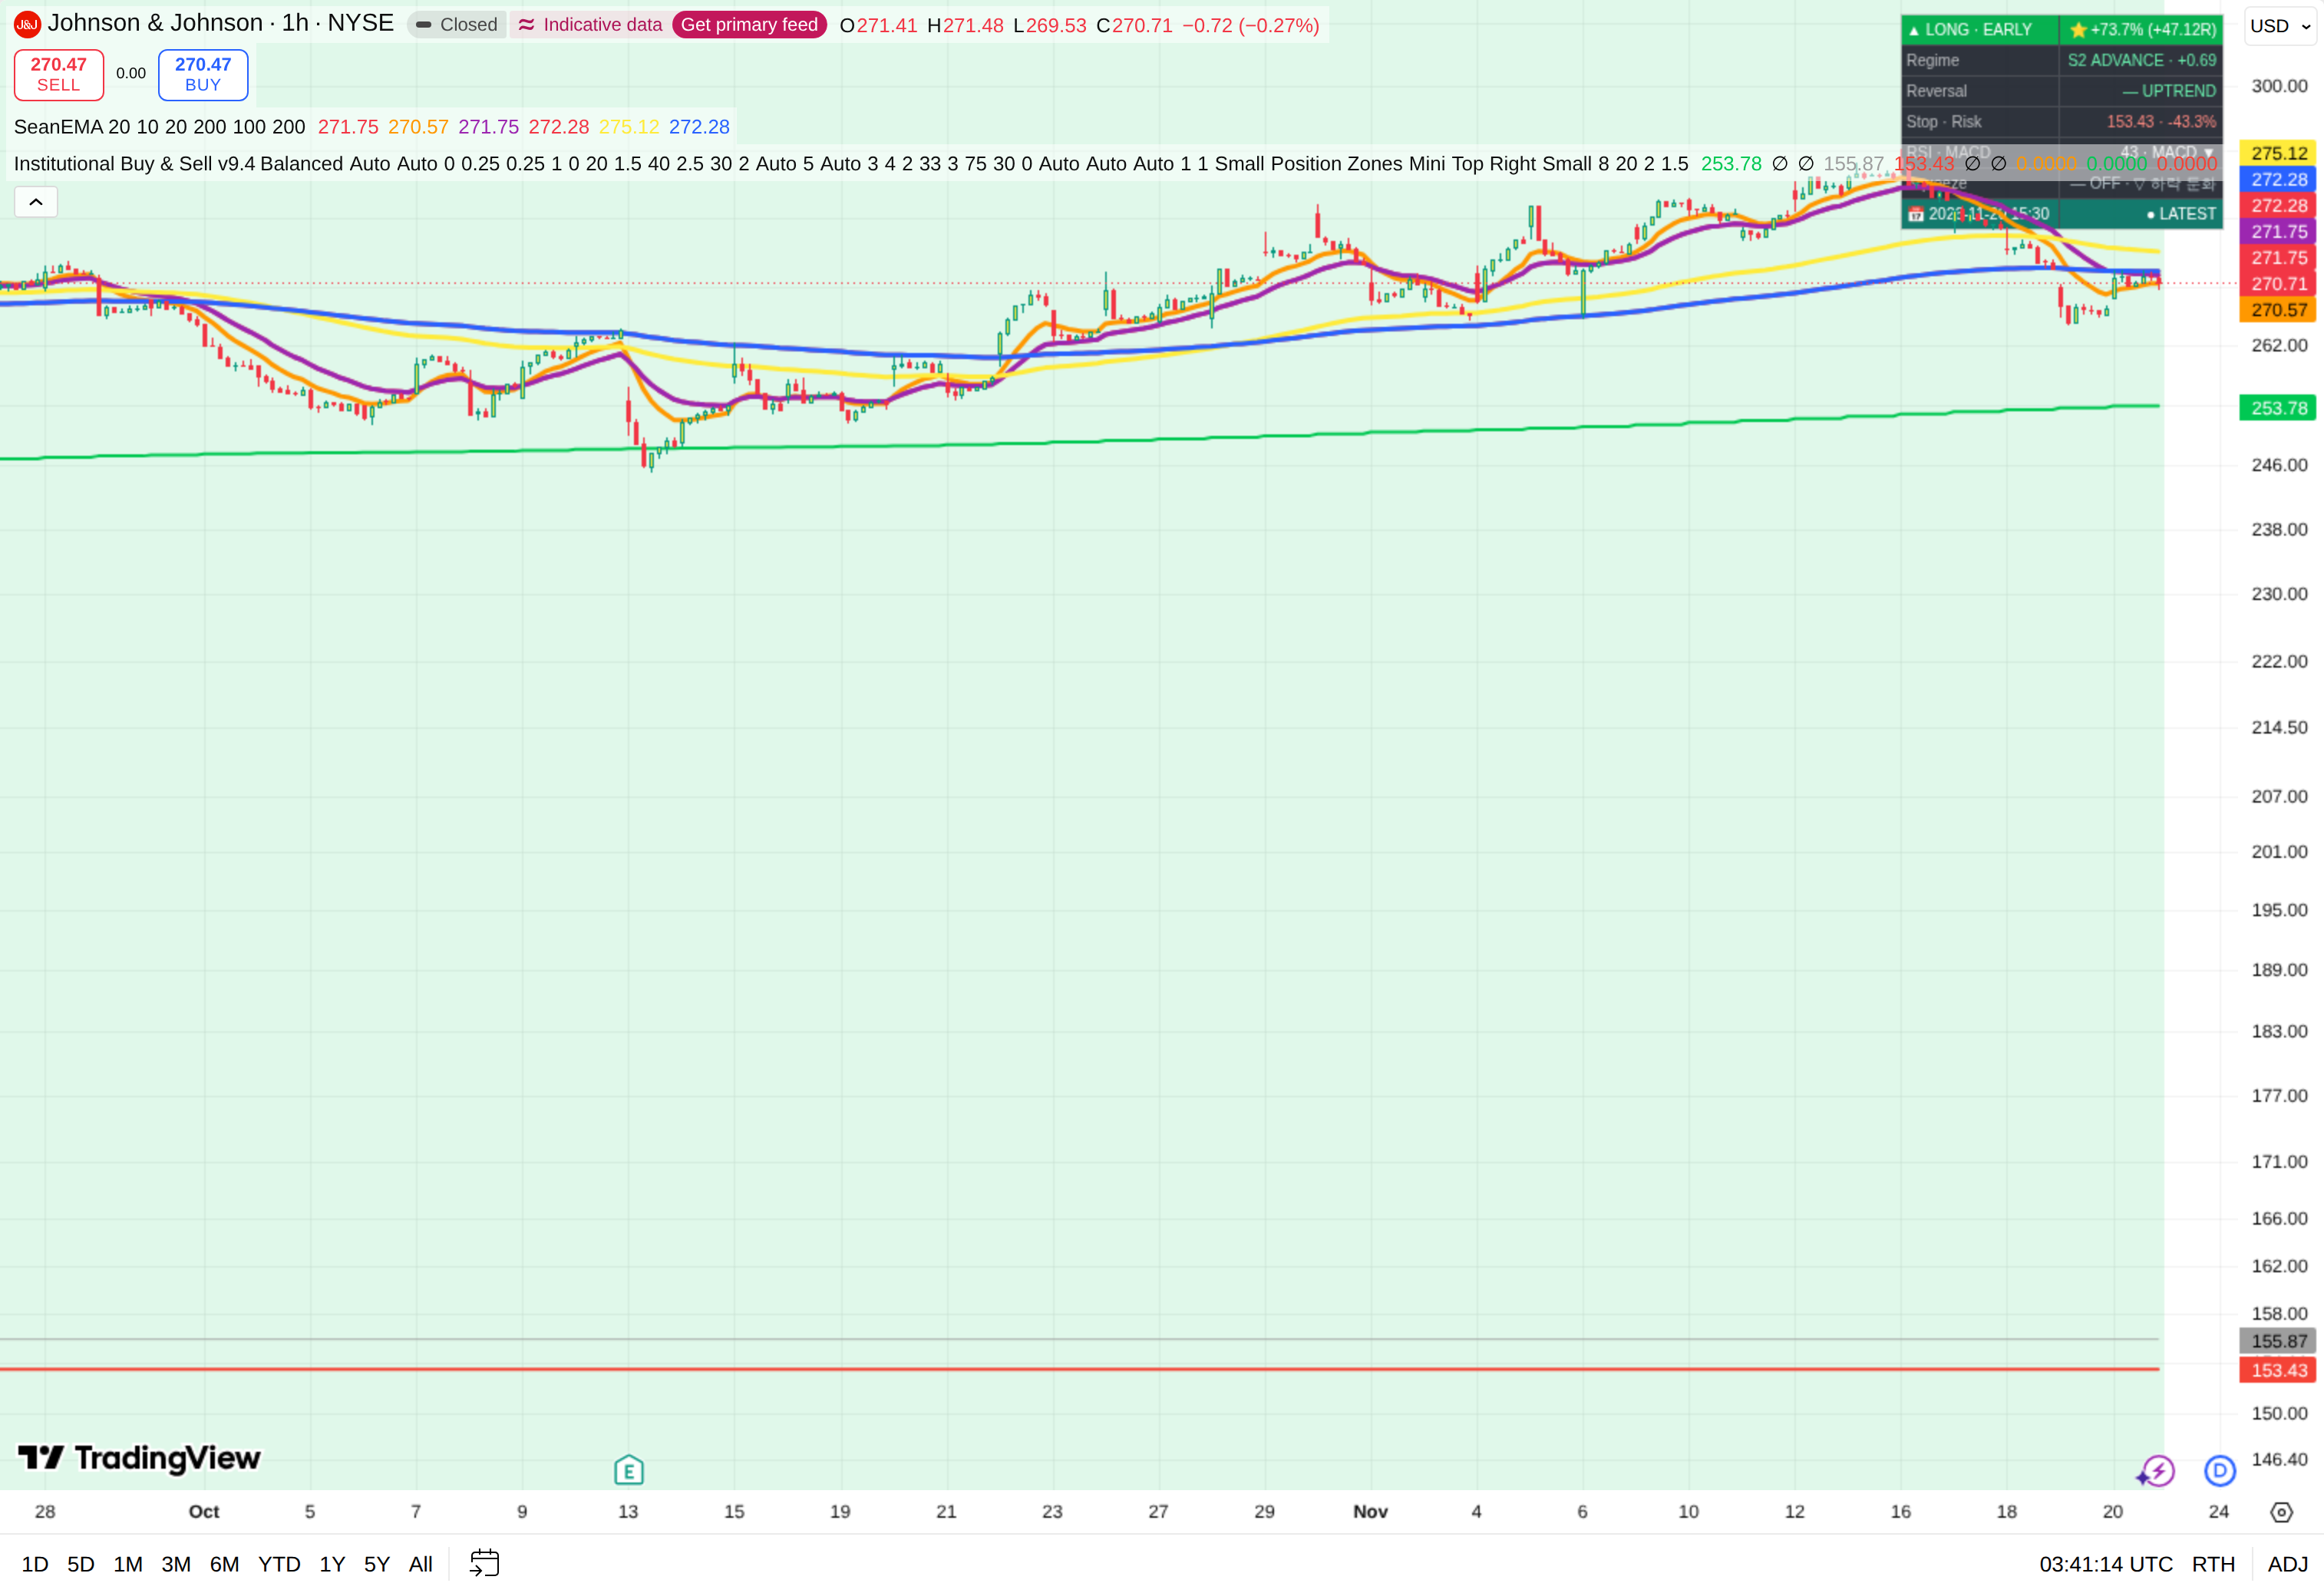 Johnson & Johnson · 1h · NYSE Closed Indicative data Get primary feed O271.41 H271.48 L269.53 C270.71 −0.72 (−0.27%)
270.47 SELL 0.00 270.47 BUY
SeanEMA 20 10 20 200 100 200 271.75 270.57 271.75 272.28 275.12 272.28
Institutional Buy & Sell v9.4 Balanced Auto Auto 0 0.25 0.25 1 0 20 1.5 40 2.5 30 2 Auto 5 Auto 3 4 2 33 3 75 30 0 Auto Auto Auto 1 1 Small Position Zones Mini Top Right Small 8 20 2 1.5 253.78 ∅ ∅ 155.87 153.43 ∅ ∅ 0.0000 0.0000 0.0000
▲ LONG · EARLY ⭐ +73.7% (+47.12R)
Regime S2 ADVANCE · +0.69
Reversal — UPTREND
Stop · Risk 153.43 · -43.3%
RSI · MACD 43 · MACD ▼
— OFF · ▽ 하락 둔화
15:30 ● LATEST
USD
300.00
275.12
272.28
272.28
271.75
271.75
270.71
270.57
262.00
253.78
246.00
238.00
230.00
222.00
214.50
207.00
201.00
195.00
189.00
183.00
177.00
171.00
166.00
162.00
158.00
155.87
153.43
150.00
146.40
TradingView
E
D
28 Oct 5 7 9 13 15 19 21 23 27 29 Nov 4 6 10 12 16 18 20 24
1D 5D 1M 3M 6M YTD 1Y 5Y All 03:41:14 UTC RTH ADJ